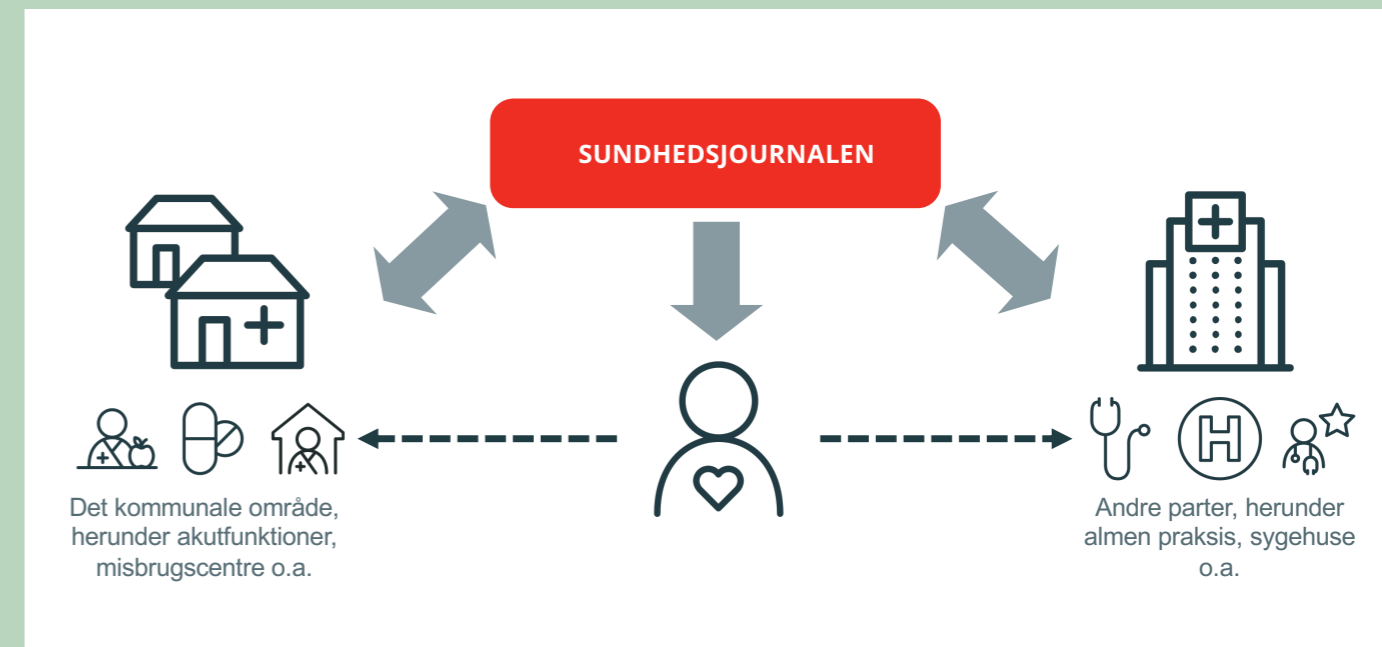 SUNDHEDSJOURNALEN
H
Det kommunale område,
herunder akutfunktioner,
misbrugscentre o.a.
Andre parter, herunder
almen praksis, sygehuse
o.a.